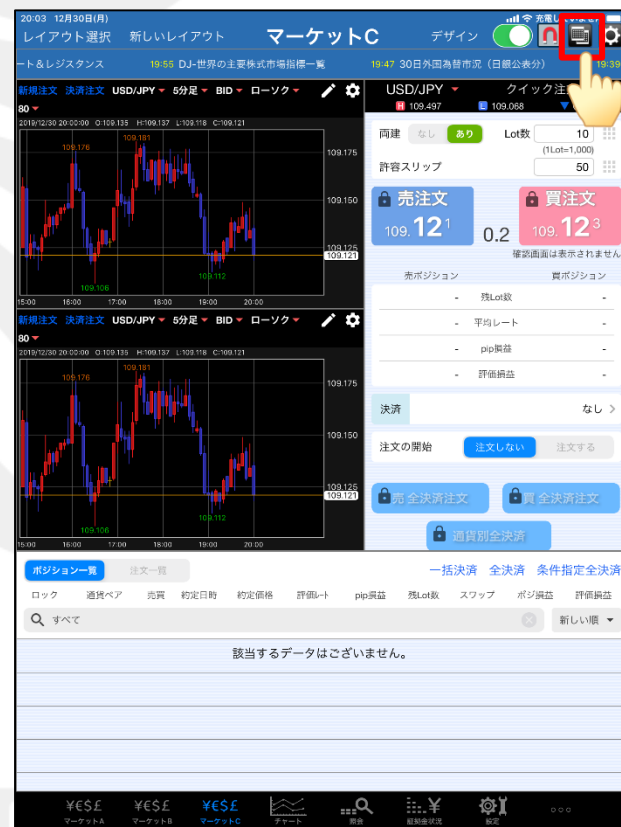 20:03 12月30日(月)
レイアウト選択 新しいレイアウト マーケットC デザイン
ート＆レジスタンス 19:55 DJ-世界の主要株式市場指標一覧 19:47 30日外国為替市況（日銀公表分） 19:39
新規注文 決済注文 USD/JPY 5分足 BID ローソク
80
2019/12/30 20:00:00 O:109.135 H:109.137 L:109.118 C:109.121
109.176
109.181
109.175
109.150
109.125
109.121
109.112
109.106
15:00 16:00 17:00 18:00 19:00 20:00
新規注文 決済注文 USD/JPY 5分足 BID ローソク
80
2019/12/30 20:00:00 O:109.135 H:109.137 L:109.118 C:109.121
109.176
109.181
109.175
109.150
109.125
109.121
109.112
109.106
15:00 16:00 17:00 18:00 19:00 20:00
USD/JPY クイック注
H 109.497 L 109.068
両建 なし あり Lot数 10
(1Lot=1,000)
許容スリップ 50
売注文 買注文
109.121 0.2 109.123
確認画面は表示されません
売ポジション 買ポジション
- 残Lot数 -
- 平均レート -
- pip損益 -
- 評価損益 -
決済 なし
注文の開始 注文しない 注文する
売 全決済注文 買 全決済注文
通貨別全決済
ポジション一覧 注文一覧 一括決済 全決済 条件指定全決済
ロック 通貨ペア 売買 約定日時 約定価格 評価レート pip損益 残Lot数 スワップ ポジ損益 評価損益
すべて 新しい順
該当するデータはございません。
¥€$£ ¥€$£ ¥€$£ ¥
マーケットA マーケットB マーケットC チャート 照会 証拠金状況 設定